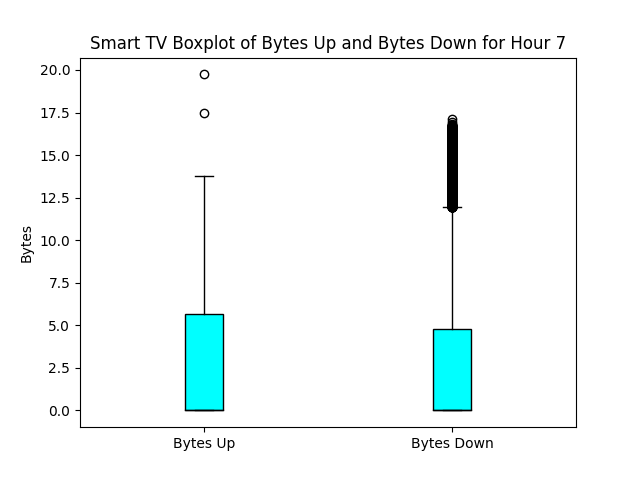 Smart TV Boxplot of Bytes Up and Bytes Down for Hour 7
20.0
17.5
15.0
12.5
10.0
7.5
5.0
2.5
0.0
Bytes
Bytes Up
Bytes Down